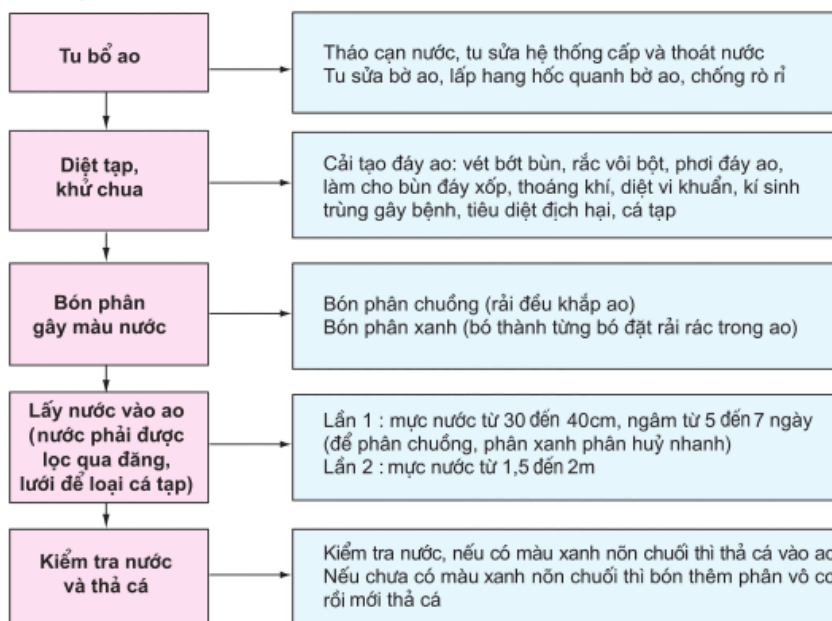 Tu bổ ao
Tháo cạn nước, tu sửa hệ thống cấp và thoát nước
Tu sửa bờ ao, lấp hang hốc quanh bờ ao, chống rò rỉ
Diệt tạp,
khử chua
Cải tạo đáy ao: vét bớt bùn, rắc vôi bột, phơi đáy ao,
làm cho bùn đáy xốp, thoáng khí, diệt vi khuẩn, kí sinh
trùng gây bệnh, tiêu diệt địch hại, cá tạp
Bón phân
gây màu nước
Bón phân chuồng (rải đều khắp ao)
Bón phân xanh (bó thành từng bó đặt rải rác trong ao)
Lấy nước vào ao
(nước phải được
lọc qua đăng,
lưới để loại cá tạp)
Lần 1 : mực nước từ 30 đến 40cm, ngâm từ 5 đến 7 ngày
(để phân chuồng, phân xanh phân huỷ nhanh)
Lần 2 : mực nước từ 1,5 đến 2m
Kiểm tra nước
và thả cá
Kiểm tra nước, nếu có màu xanh nõn chuối thì thả cá vào ao
Nếu chưa có màu xanh nõn chuối thì bón thêm phân vô cơ
rồi mới thả cá